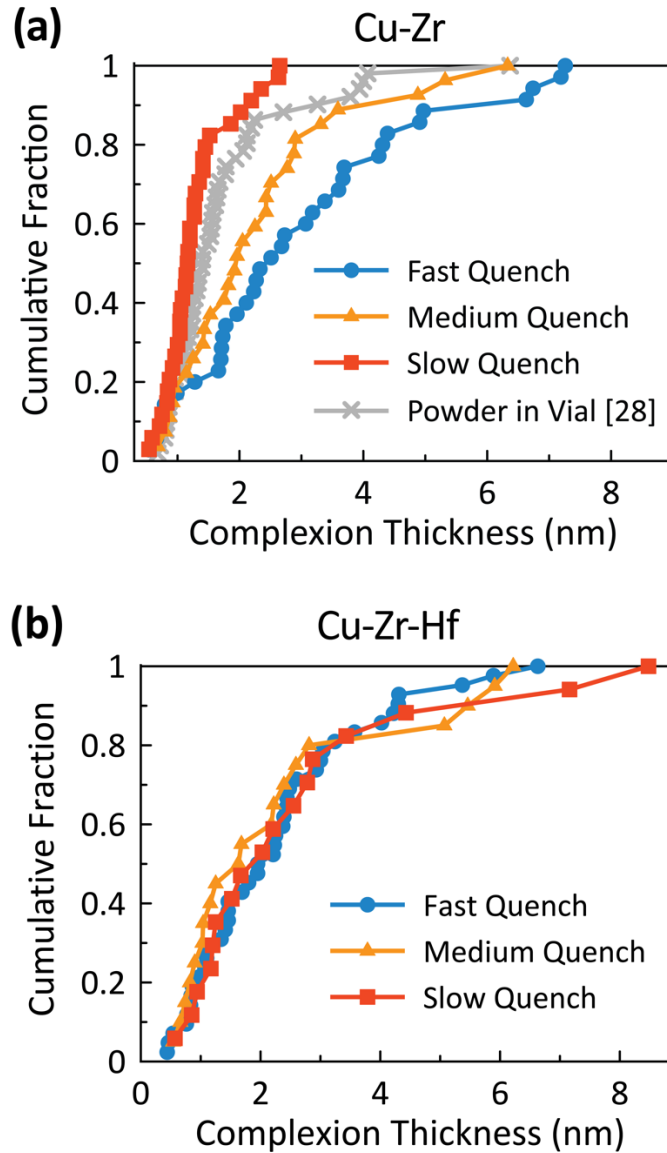 (a)
Cu-Zr
1
0.8
0.6
0.4
0.2
0
Cumulative Fraction
Fast Quench
Medium Quench
Slow Quench
Powder in Vial [28]
2 4 6 8
Complexion Thickness (nm)
(b)
Cu-Zr-Hf
1
0.8
0.6
0.4
0.2
0
Cumulative Fraction
Fast Quench
Medium Quench
Slow Quench
0 2 4 6 8
Complexion Thickness (nm)